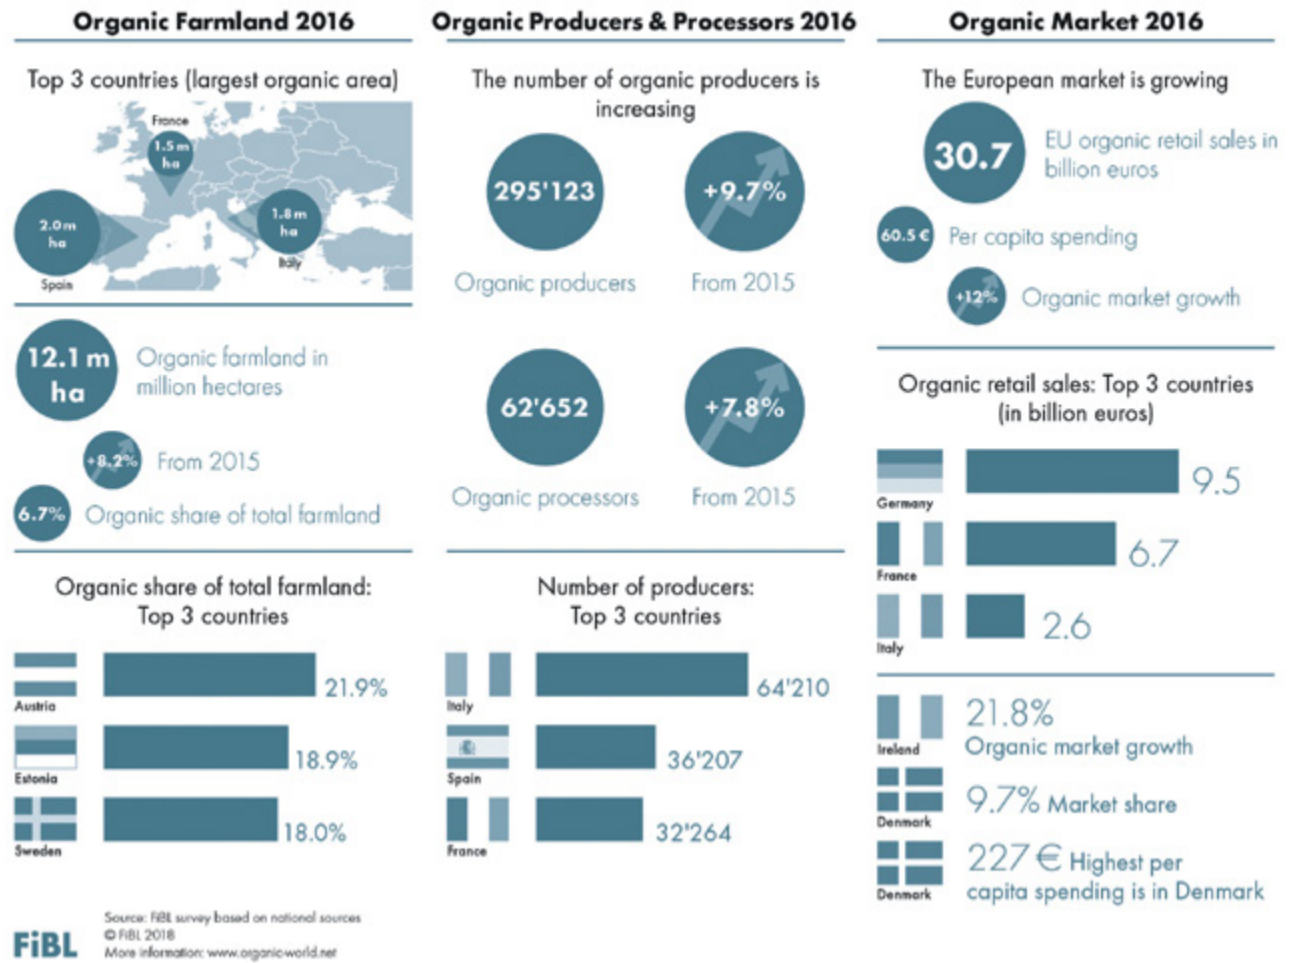 Organic Farmland 2016
Top 3 countries (largest organic area)
France
1.5 m
ha
2.0 m
ha
1.8 m
ha
Italy
Spain
12.1 m
ha
Organic farmland in
million hectares
+8.2%
From 2015
6.7%
Organic share of total farmland
Organic share of total farmland:
Top 3 countries
21.9%
Austria
18.9%
Estonia
18.0%
Sweden
Organic Producers & Processors 2016
The number of organic producers is
increasing
295'123
+9.7%
Organic producers
From 2015
62'652
+7.8%
Organic processors
From 2015
Number of producers:
Top 3 countries
64'210
Italy
36'207
Spain
32'264
France
Organic Market 2016
The European market is growing
30.7
EU organic retail sales in
billion euros
60.5 €
Per capita spending
+12%
Organic market growth
Organic retail sales: Top 3 countries
(in billion euros)
9.5
Germany
6.7
France
2.6
Italy
21.8%
Organic market growth
Ireland
9.7% Market share
Denmark
227 € Highest per
capita spending is in Denmark
Denmark
FiBL
Source: FiBL survey based on national sources
© FiBL 2018
More information: www.organic-world.net